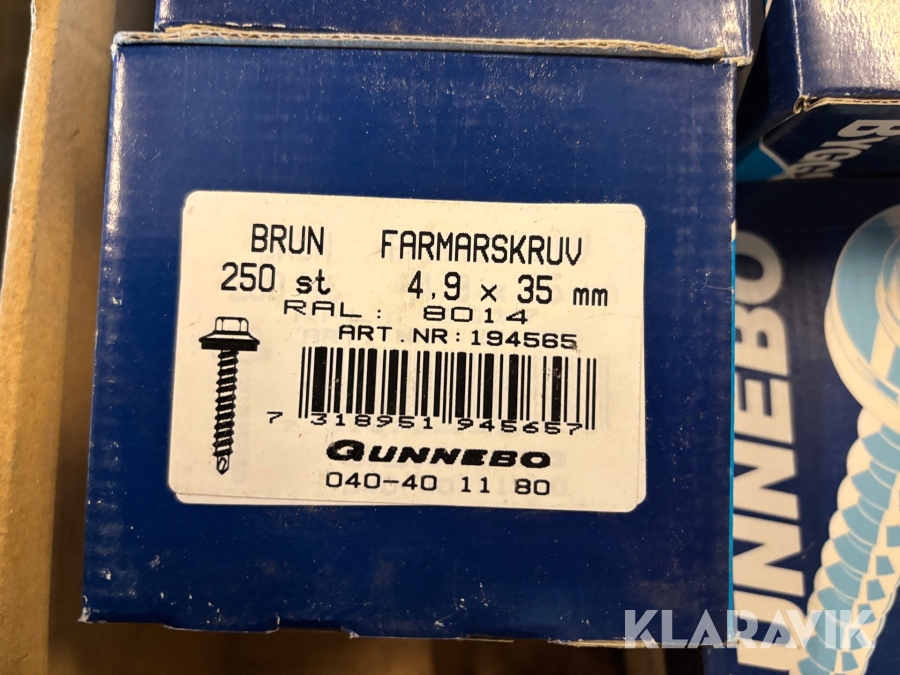 BRUN FARMARSKRUV
250 st 4,9 x 35 mm
RAL: 8014
ART.NR:194565
7 318951 945657
GUNNEBO
040-40 11 80
GUNNEBO
KLARAVIK